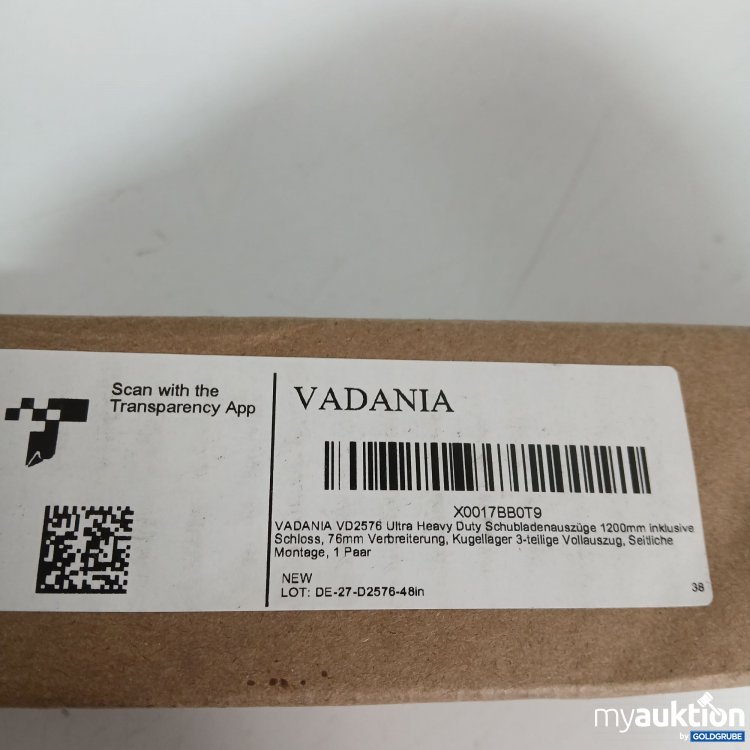 Scan with the
Transparency App
VADANIA
X0017BB0T9
VADANIA VD2576 Ultra Heavy Duty Schubladenauszüge 1200mm inklusive
Schloss, 76mm Verbreiterung, Kugellager 3-teilige Vollauszug, Seitliche
Montage, 1 Paar
NEW
LOT: DE-27-D2576-48in
38
myauktion
by GOLDGRUBE